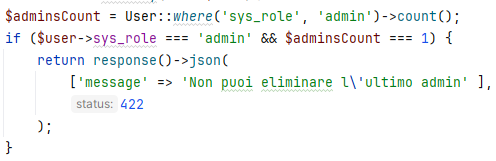 $adminsCount = User::where('sys_role', 'admin')->count();
if ($user->sys_role === 'admin' && $adminsCount === 1) {
    return response()->json(
        ['message' => 'Non puoi eliminare l\'ultimo admin' ],
        status: 422
    );
}